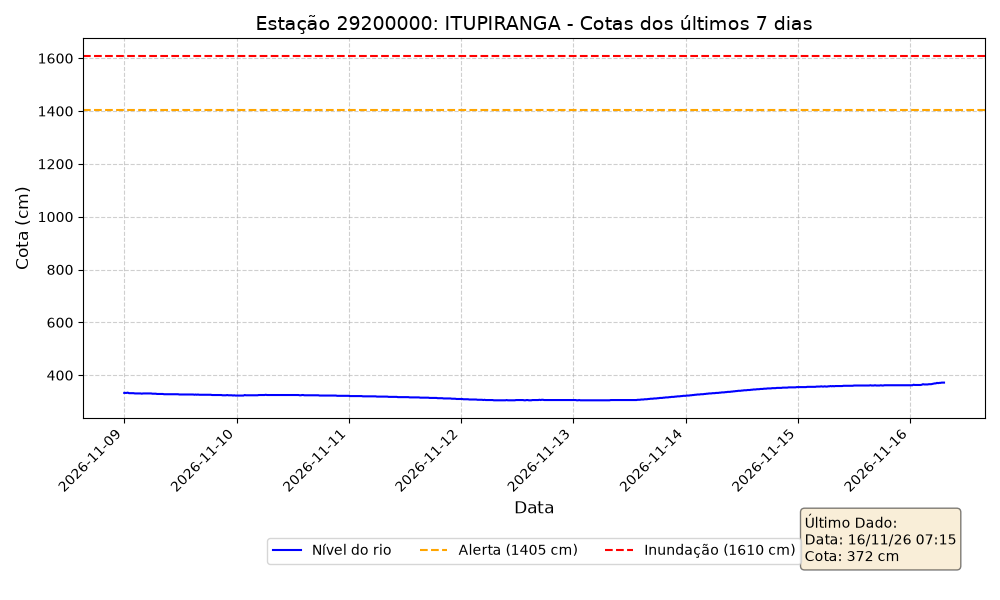 Estação 29200000: ITUPIRANGA - Cotas dos últimos 7 dias
Cota (cm)
1600
1400
1200
1000
800
600
400
2026-11-09
2026-11-10
2026-11-11
2026-11-12
2026-11-13
2026-11-14
2026-11-15
2026-11-16
Data
Nível do rio
Alerta (1405 cm)
Inundação (1610 cm)
Último Dado:
Data: 16/11/26 07:15
Cota: 372 cm